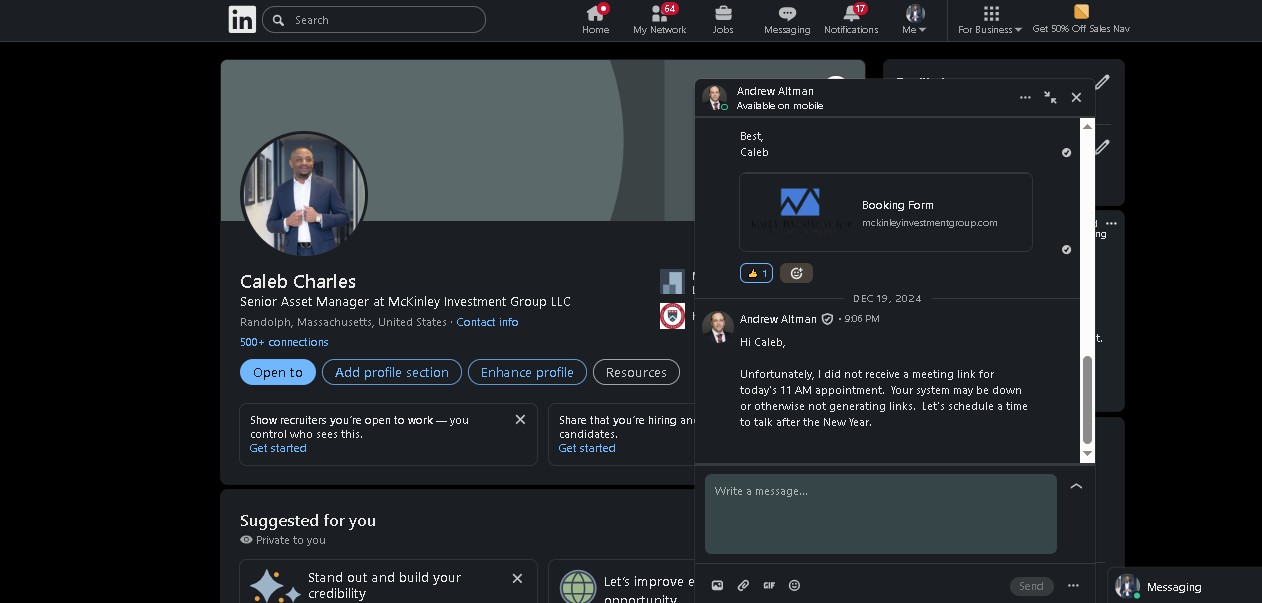 in
Search
Home
64
My Network
Jobs
Messaging
17
Notifications
Me
For Business
Get 50% Off Sales Nav
Caleb Charles
Senior Asset Manager at McKinley Investment Group LLC
Randolph, Massachusetts, United States · Contact info
500+ connections
Open to
Add profile section
Enhance profile
Resources
Show recruiters you're open to work — you
control who sees this.
Get started
Share that you're hiring an
candidates.
Get started
Suggested for you
Private to you
Stand out and build your
credibility
Let's improve e
opportunity
Andrew Altman
Available on mobile
Best,
Caleb
Booking Form
mckinleyinvestmentgroup.com
👍 1
DEC 19, 2024
Andrew Altman • 9:06 PM
Hi Caleb,
Unfortunately, I did not receive a meeting link for
today's 11 AM appointment. Your system may be down
or otherwise not generating links. Let's schedule a time
to talk after the New Year.
Write a message...
GIF
Send
ng
t.
Messaging